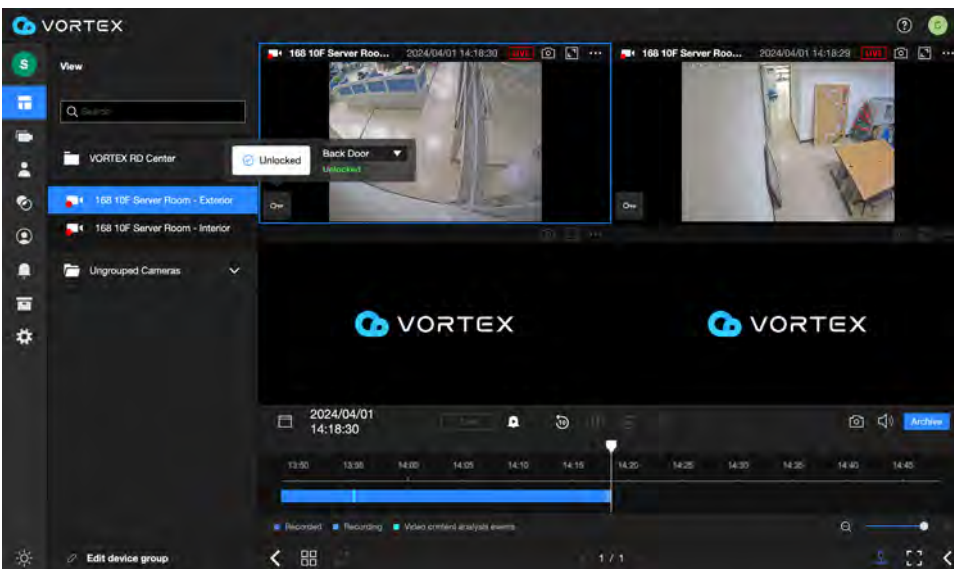 VORTEX
S
View
Search
VORTEX RD Center
168 10F Server Room - Exterior
168 10F Server Room - Interior
Ungrouped Cameras
Edit device group
168 10F Server Roo... 2024/04/01 14:18:30 LIVE
168 10F Server Roo... 2024/04/01 14:18:29 LIVE
Unlocked
Back Door
Unlocked
VORTEX
VORTEX
2024/04/01
14:18:30
10
Archive
13:50 13:55 14:00 14:05 14:10 14:15 14:20 14:25 14:30 14:35 14:40 14:45
Recorded Recording Video content analysis events
1 / 1